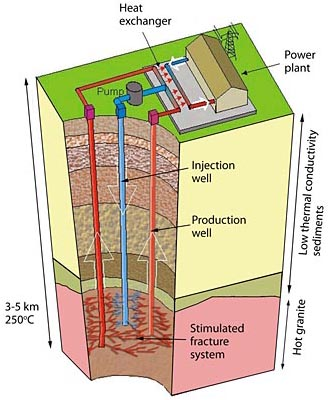 Heat
exchanger
Power
plant
Pump
Injection
well
Production
well
Low thermal conductivity
sediments
3-5 km
250°C
Stimulated
fracture
system
Hot granite